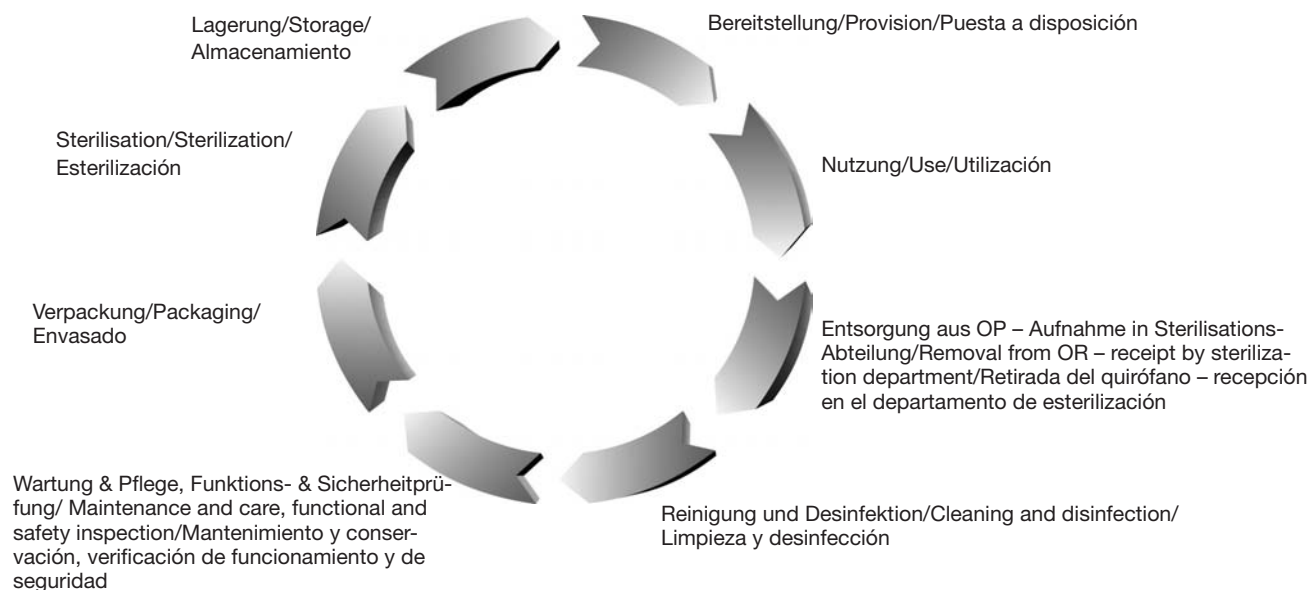 Lagerung/Storage/
Almacenamiento
Bereitstellung/Provision/Puesta a disposición
Nutzung/Use/Utilización
Entsorgung aus OP – Aufnahme in Sterilisations-
Abteilung/Removal from OR – receipt by steriliza-
tion department/Retirada del quirófano – recepción
en el departamento de esterilización
Reinigung und Desinfektion/Cleaning and disinfection/
Limpieza y desinfección
Wartung & Pflege, Funktions- & Sicherheitprü-
fung/ Maintenance and care, functional and
safety inspection/Mantenimiento y conser-
vación, verificación de funcionamiento y de
seguridad
Verpackung/Packaging/
Envasado
Sterilisation/Sterilization/
Esterilización